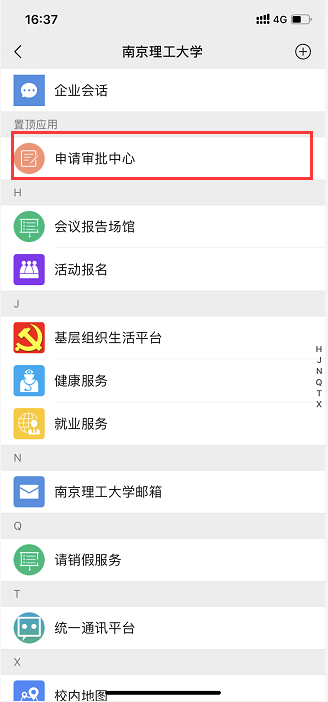 16:37
4G
南京理工大学
企业会话
置顶应用
申请审批中心
H
会议报告场馆
活动报名
J
基层组织生活平台
健康服务
就业服务
H
J
N
Q
T
X
N
南京理工大学邮箱
Q
请销假服务
T
统一通讯平台
X
校内地图